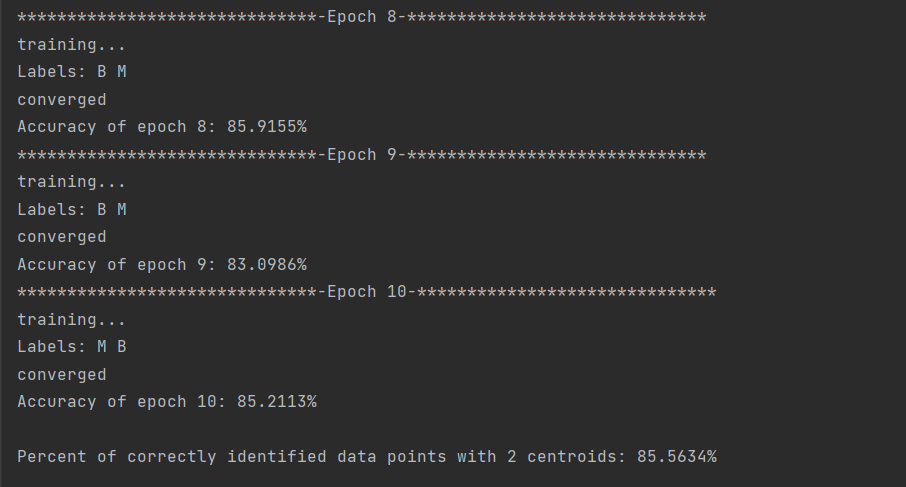 ******************************-Epoch 8-******************************
training...
Labels: B M
converged
Accuracy of epoch 8: 85.9155%
******************************-Epoch 9-******************************
training...
Labels: B M
converged
Accuracy of epoch 9: 83.0986%
******************************-Epoch 10-******************************
training...
Labels: M B
converged
Accuracy of epoch 10: 85.2113%
Percent of correctly identified data points with 2 centroids: 85.5634%